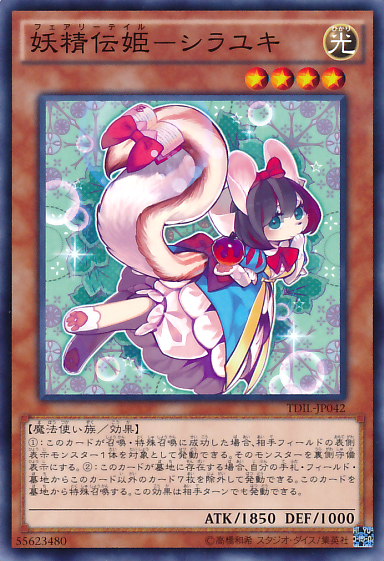 フェアリーテイル
妖精伝姫－シラユキ
ひかり
光
TDIL-JP042
【魔法使い族／効果】
①：このカードが召喚・特殊召喚に成功した場合、相手フィールドの表側
表示モンスター１体を対象として発動できる。そのモンスターを裏側守備
表示にする。②：このカードが墓地に存在する場合、自分の手札・フィールド・
墓地からこのカード以外のカード７枚を除外して発動できる。このカードを
墓地から特殊召喚する。この効果は相手ターンでも発動できる。
ATK/1850 DEF/1000
55623480
©高橋和希 スタジオ・ダイス/集英社